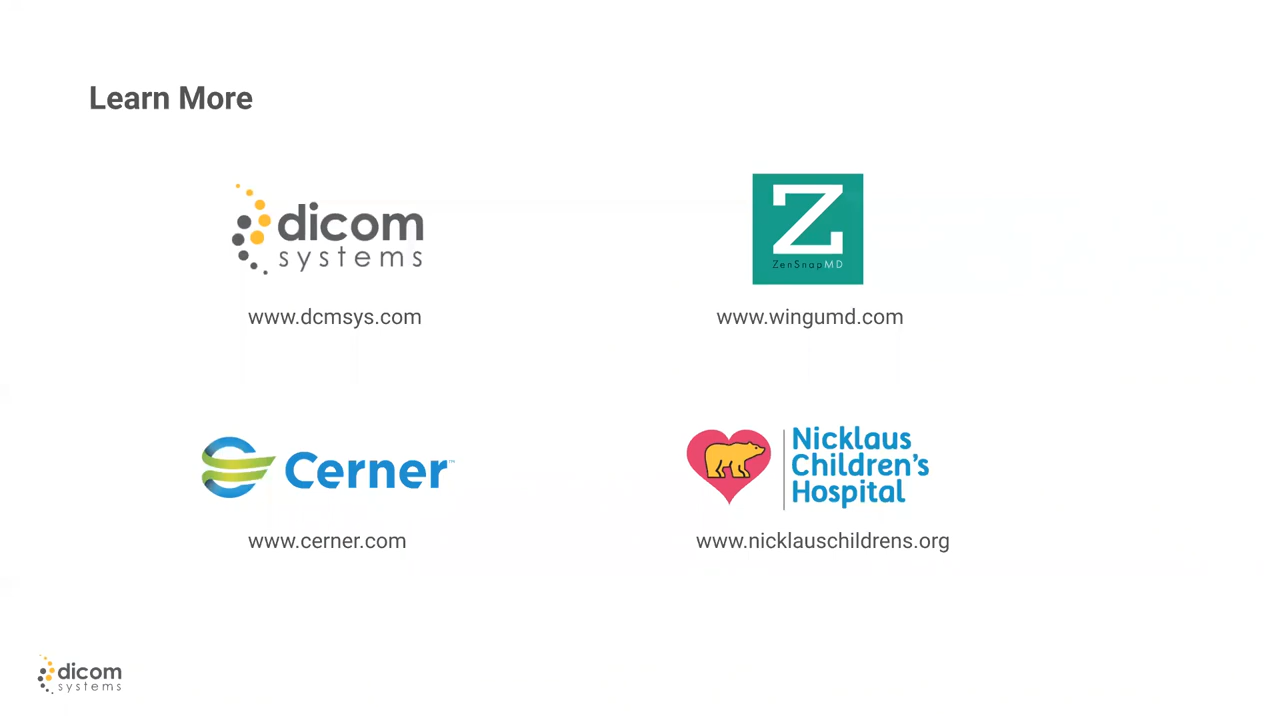 Learn More
dicom
systems
www.dcmsys.com
Z
ZenSnapMD
www.wingumd.com
Cerner™
www.cerner.com
Nicklaus
Children's
Hospital
www.nicklauschildrens.org
dicom
systems